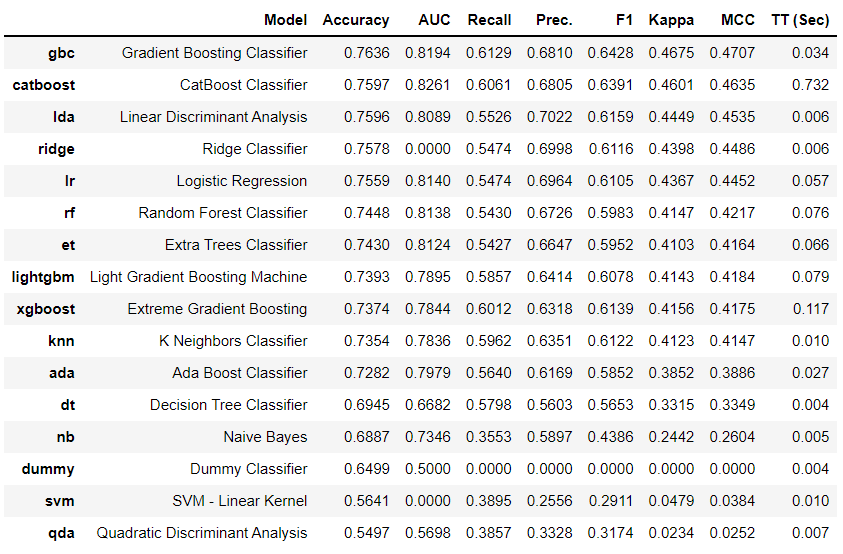 Model Accuracy AUC Recall Prec. F1 Kappa MCC TT (Sec)
gbc Gradient Boosting Classifier 0.7636 0.8194 0.6129 0.6810 0.6428 0.4675 0.4707 0.034
catboost CatBoost Classifier 0.7597 0.8261 0.6061 0.6805 0.6391 0.4601 0.4635 0.732
lda Linear Discriminant Analysis 0.7596 0.8089 0.5526 0.7022 0.6159 0.4449 0.4535 0.006
ridge Ridge Classifier 0.7578 0.0000 0.5474 0.6998 0.6116 0.4398 0.4486 0.006
lr Logistic Regression 0.7559 0.8140 0.5474 0.6964 0.6105 0.4367 0.4452 0.057
rf Random Forest Classifier 0.7448 0.8138 0.5430 0.6726 0.5983 0.4147 0.4217 0.076
et Extra Trees Classifier 0.7430 0.8124 0.5427 0.6647 0.5952 0.4103 0.4164 0.066
lightgbm Light Gradient Boosting Machine 0.7393 0.7895 0.5857 0.6414 0.6078 0.4143 0.4184 0.079
xgboost Extreme Gradient Boosting 0.7374 0.7844 0.6012 0.6318 0.6139 0.4156 0.4175 0.117
knn K Neighbors Classifier 0.7354 0.7836 0.5962 0.6351 0.6122 0.4123 0.4147 0.010
ada Ada Boost Classifier 0.7282 0.7979 0.5640 0.6169 0.5852 0.3852 0.3886 0.027
dt Decision Tree Classifier 0.6945 0.6682 0.5798 0.5603 0.5653 0.3315 0.3349 0.004
nb Naive Bayes 0.6887 0.7346 0.3553 0.5897 0.4386 0.2442 0.2604 0.005
dummy Dummy Classifier 0.6499 0.5000 0.0000 0.0000 0.0000 0.0000 0.0000 0.004
svm SVM - Linear Kernel 0.5641 0.0000 0.3895 0.2556 0.2911 0.0479 0.0384 0.010
qda Quadratic Discriminant Analysis 0.5497 0.5698 0.3857 0.3328 0.3174 0.0234 0.0252 0.007